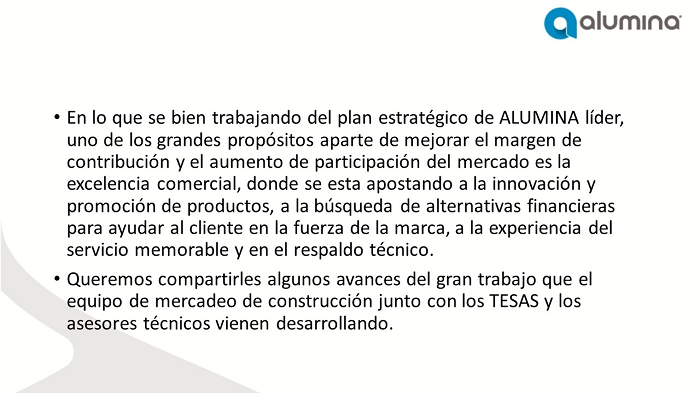 alumina
• En lo que se bien trabajando del plan estratégico de ALUMINA líder,
uno de los grandes propósitos aparte de mejorar el margen de
contribución y el aumento de participación del mercado es la
excelencia comercial, donde se esta apostando a la innovación y
promoción de productos, a la búsqueda de alternativas financieras
para ayudar al cliente en la fuerza de la marca, a la experiencia del
servicio memorable y en el respaldo técnico.
• Queremos compartirles algunos avances del gran trabajo que el
equipo de mercadeo de construcción junto con los TESAS y los
asesores técnicos vienen desarrollando.